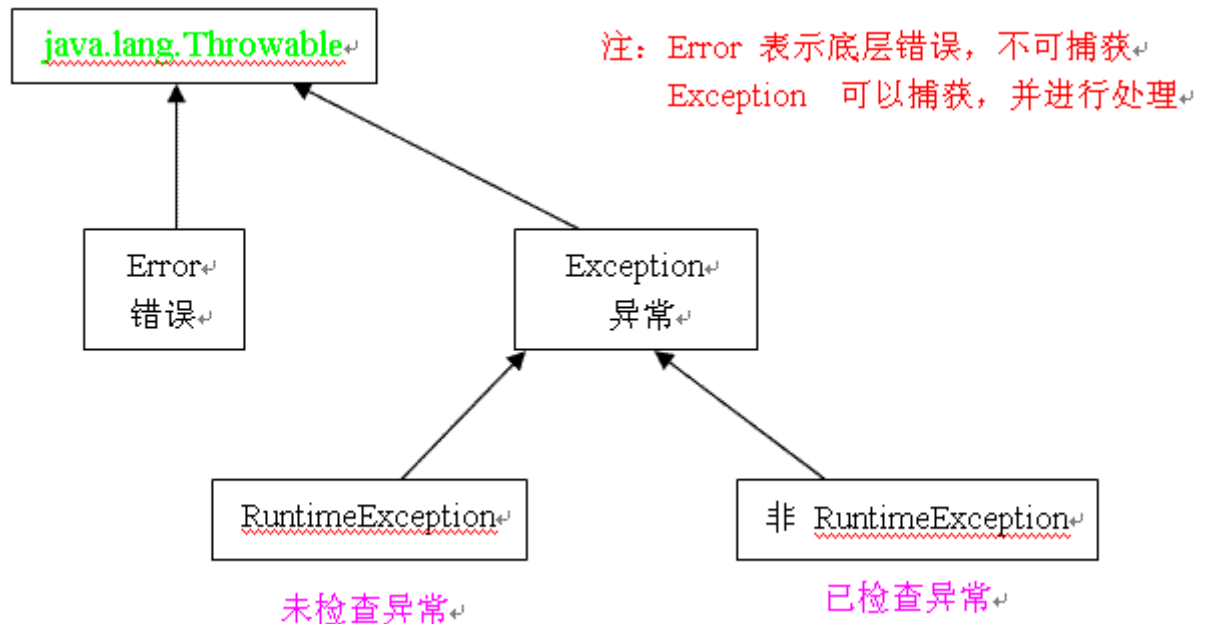 java.lang.Throwable
注：Error 表示底层错误，不可捕获
Exception 可以捕获，并进行处理
Error
错误
Exception
异常
RuntimeException
非 RuntimeException
未检查异常
已检查异常